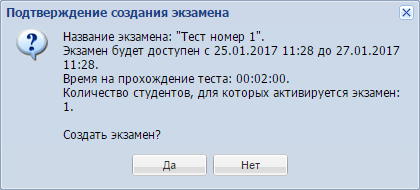 Подтверждение создания экзамена
Название экзамена: "Тест номер 1".
Экзамен будет доступен с 25.01.2017 11:28 до 27.01.2017
11:28.
Время на прохождение теста: 00:02:00.
Количество студентов, для которых активируется экзамен:
1.
Создать экзамен?
Да
Нет